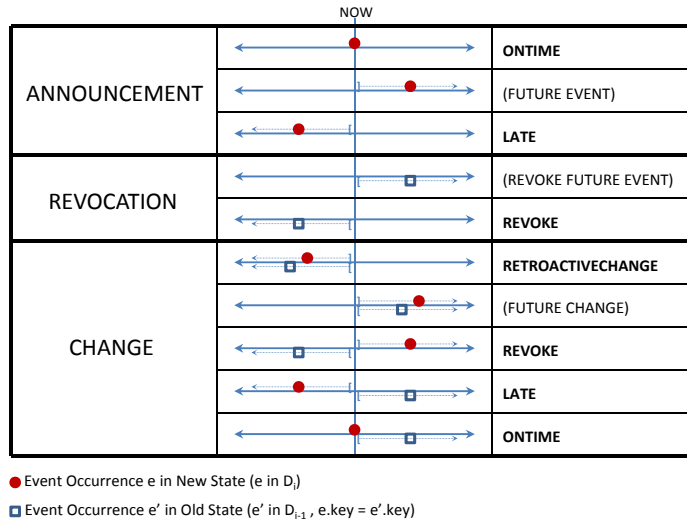 NOW
ANNOUNCEMENT
ONTIME
(FUTURE EVENT)
LATE
REVOCATION
(REVOKE FUTURE EVENT)
REVOKE
CHANGE
RETROACTIVECHANGE
(FUTURE CHANGE)
REVOKE
LATE
ONTIME
Event Occurrence e in New State (e in Di)
Event Occurrence e’ in Old State (e’ in Di-1 , e.key = e’.key)